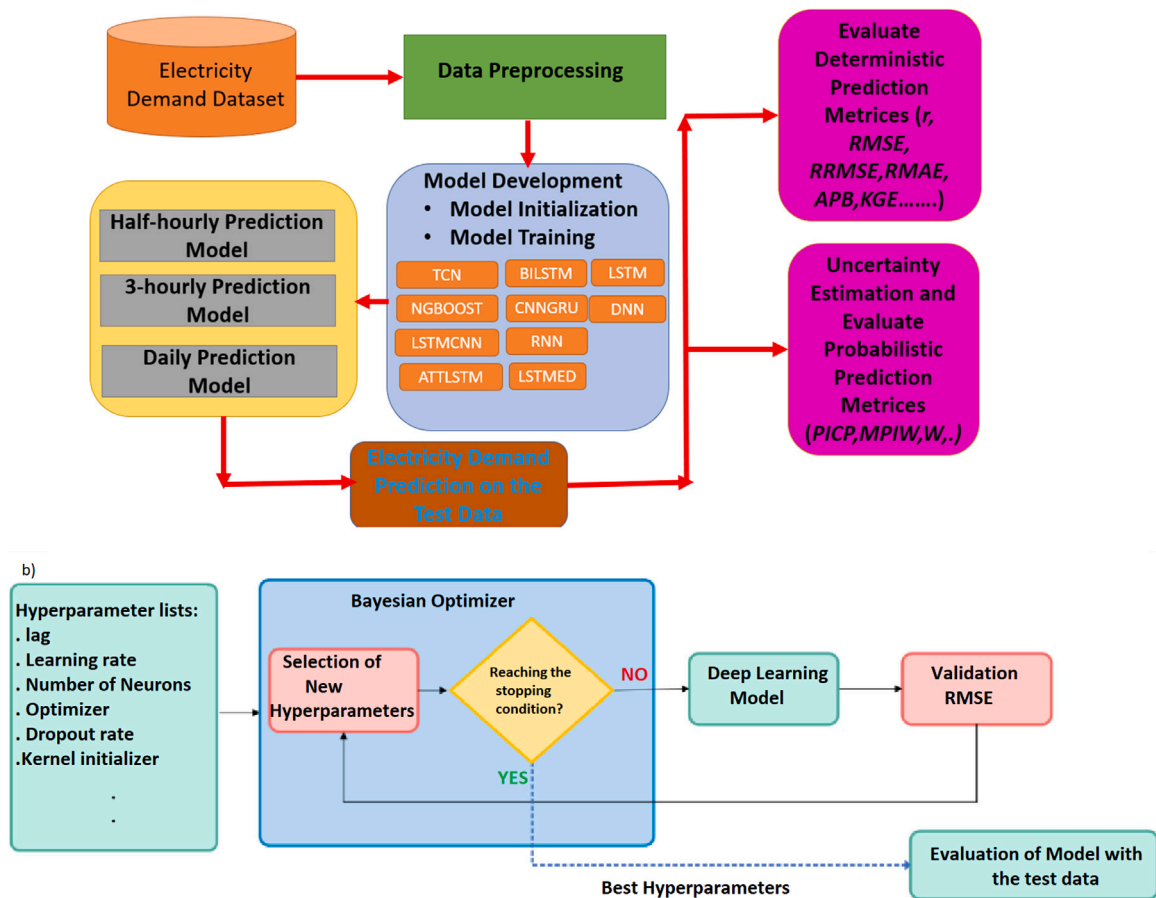 Electricity
Demand Dataset
Data Preprocessing
Evaluate
Deterministic
Prediction
Metrices (r,
RMSE,
RRMSE,RMAE,
APB,KGE.......)
Model Development
• Model Initialization
• Model Training
TCN
BILSTM
LSTM
NGBOOST
CNNGRU
DNN
LSTMCNN
RNN
ATTLSTM
LSTMED
Half-hourly Prediction
Model
3-hourly Prediction
Model
Daily Prediction
Model
Uncertainty
Estimation and
Evaluate
Probabilistic
Prediction
Metrices
(PICP,MPIW,W,.)
Electricity Demand
Prediction on the
Test Data
b)
Hyperparameter lists:
. lag
. Learning rate
. Number of Neurons
. Optimizer
. Dropout rate
.Kernel initializer
.
.
Bayesian Optimizer
Selection of
New
Hyperparameters
Reaching the
stopping
condition?
NO
YES
Deep Learning
Model
Validation
RMSE
Best Hyperparameters
Evaluation of Model with
the test data